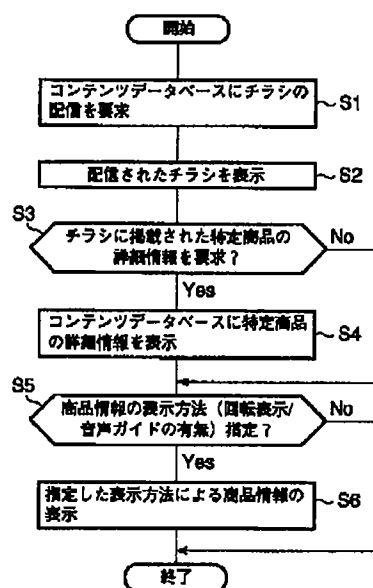 開始
コンテンツデータベースにチラシの
配信を要求
S1
配信されたチラシを表示
S2
S3
チラシに掲載された特定商品の
詳細情報を要求？
No
Yes
コンテンツデータベースに特定商品
の詳細情報を表示
S4
S5
商品情報の表示方法（回転表示/
音声ガイドの有無）指定？
No
Yes
指定した表示方法による商品情報の
表示
S6
終了